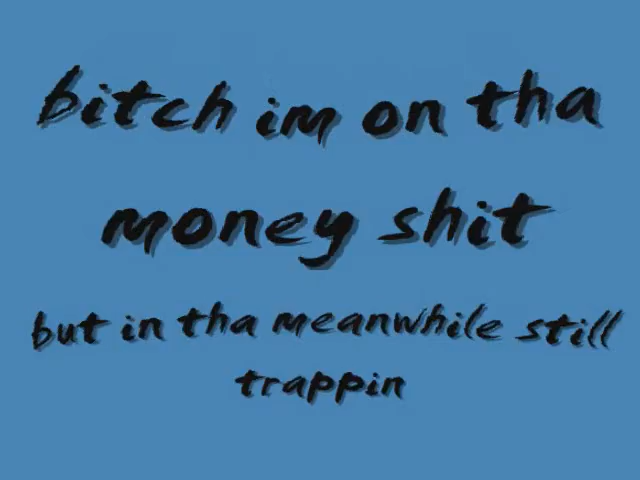 bitch im on tha
money shit
but in tha meanwhile still
trappin